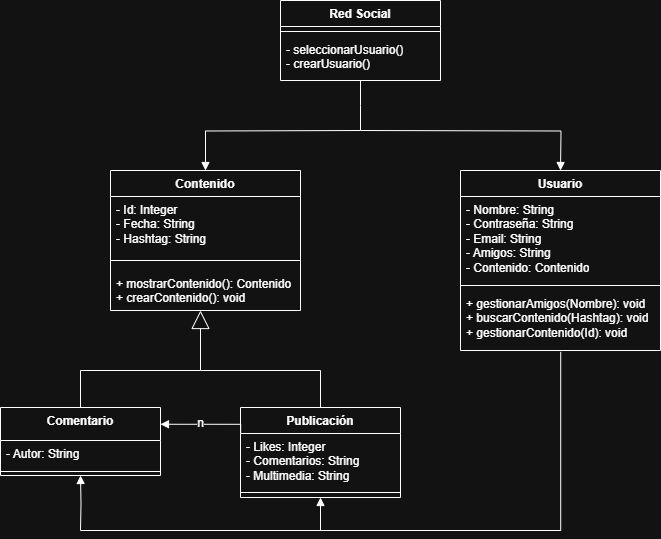 Red Social
- seleccionarUsuario()
- crearUsuario()
Contenido
- Id: Integer
- Fecha: String
- Hashtag: String
+ mostrarContenido(): Contenido
+ crearContenido(): void
Usuario
- Nombre: String
- Contraseña: String
- Email: String
- Amigos: String
- Contenido: Contenido
+ gestionarAmigos(Nombre): void
+ buscarContenido(Hashtag): void
+ gestionarContenido(Id): void
Comentario
- Autor: String
n
Publicación
- Likes: Integer
- Comentarios: String
- Multimedia: String